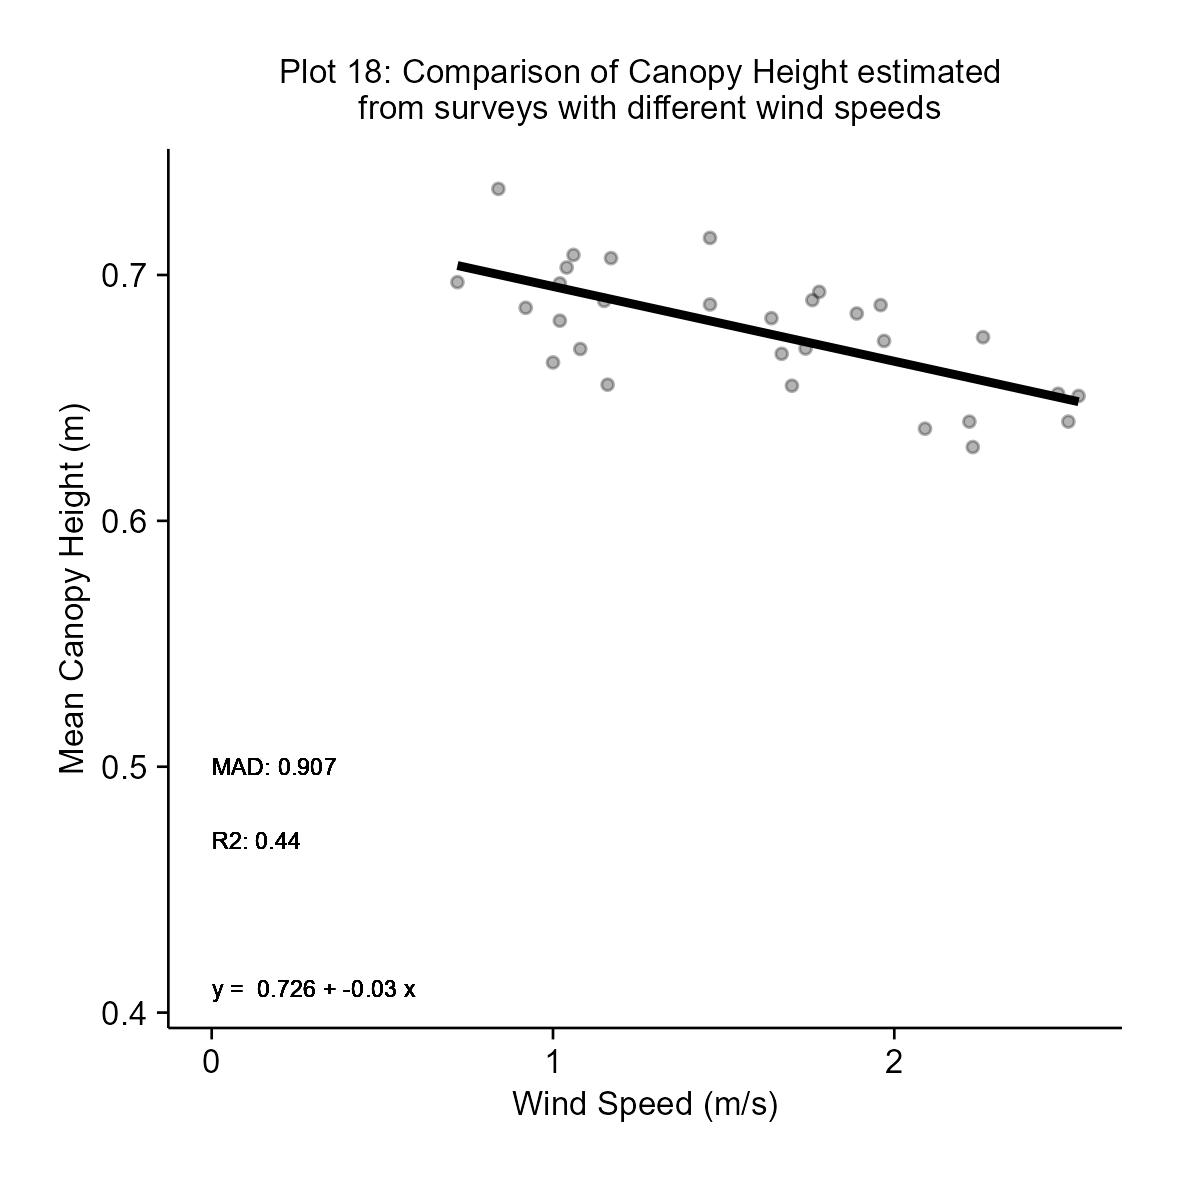 Plot 18: Comparison of Canopy Height estimated
from surveys with different wind speeds
Mean Canopy Height (m)
0.7
0.6
0.5
0.4
MAD: 0.907
R2: 0.44
y =  0.726 + -0.03 x
0
1
2
Wind Speed (m/s)